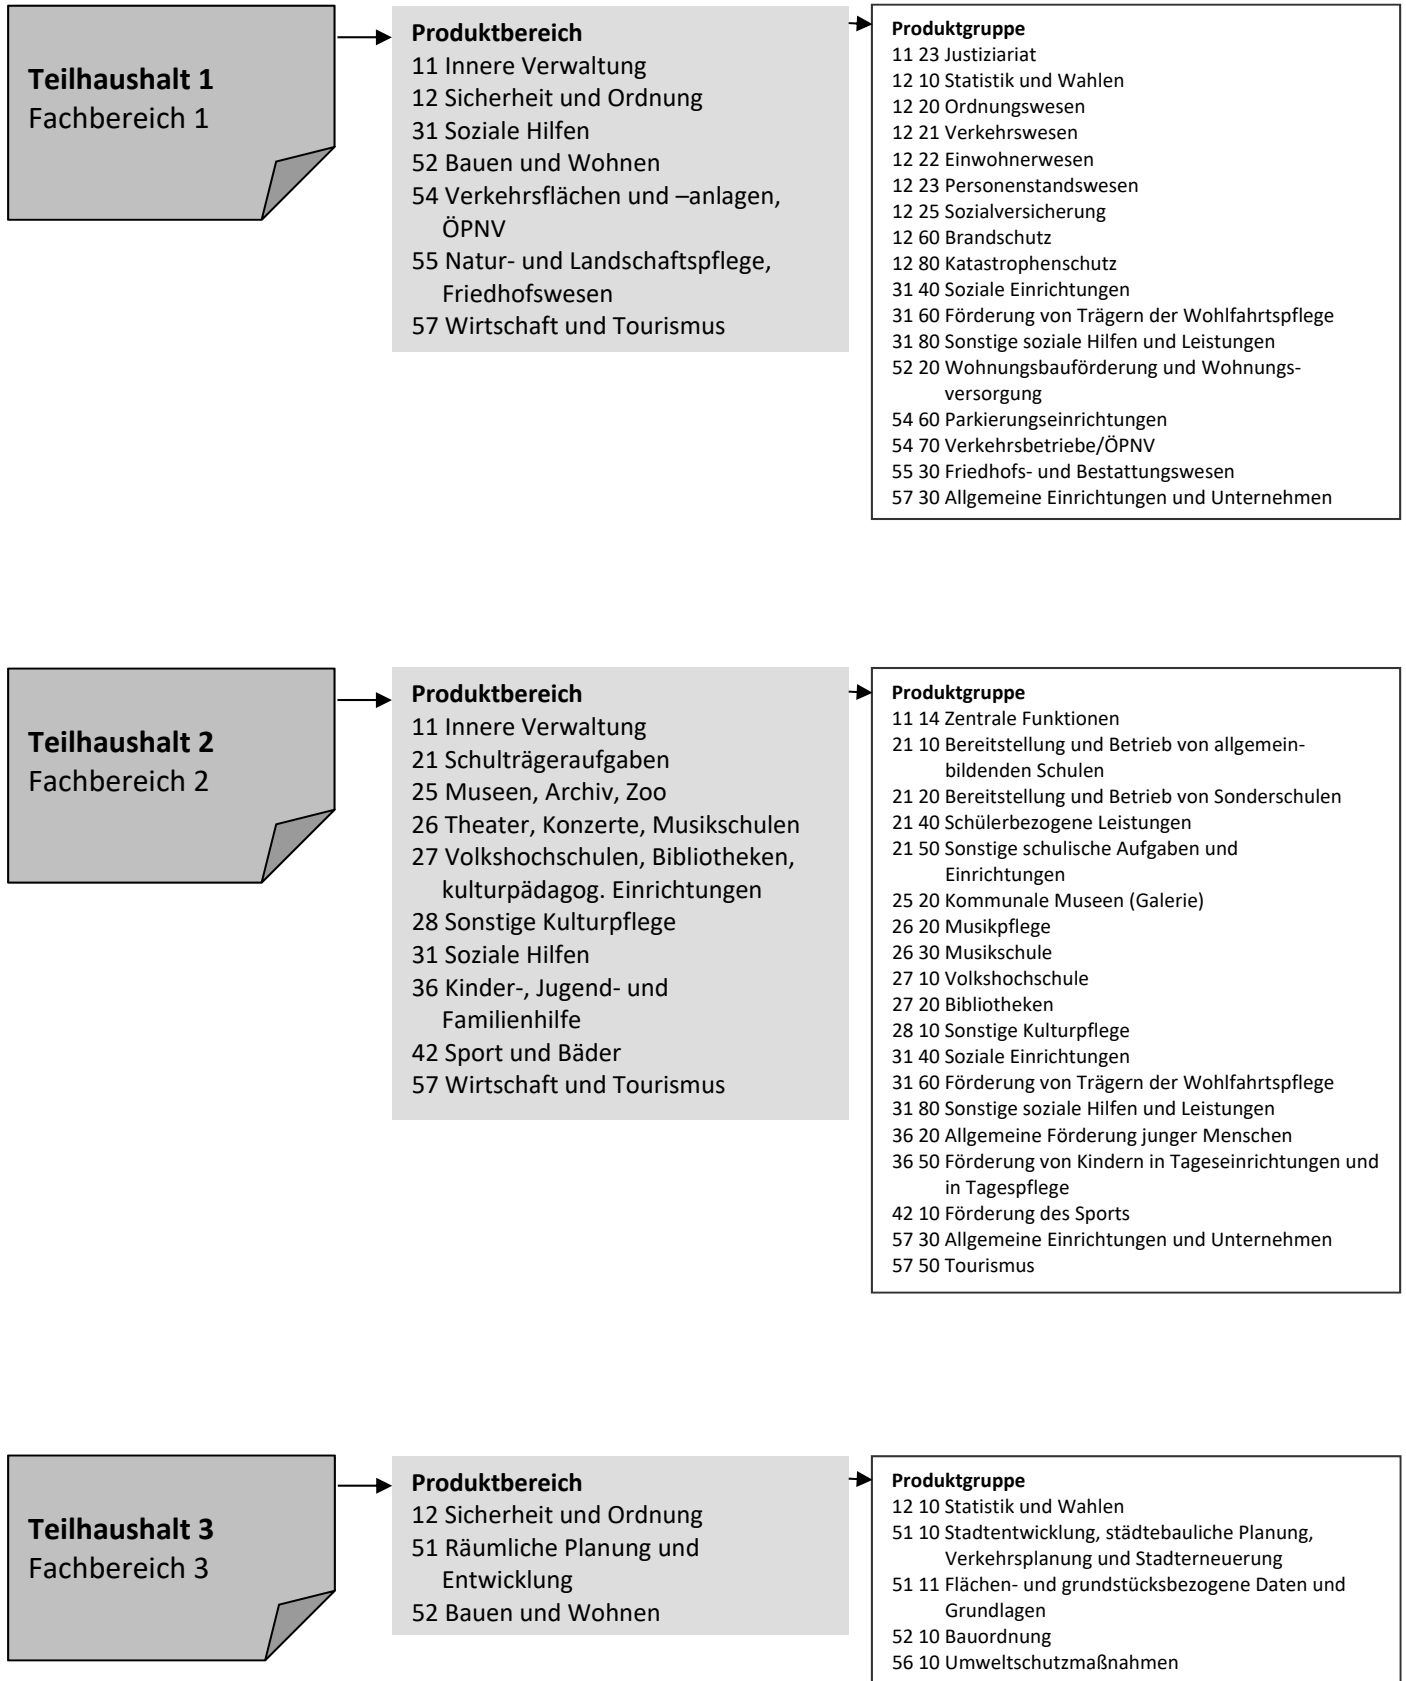 Teilhaushalt 1
Fachbereich 1
Produktbereich
11 Innere Verwaltung
12 Sicherheit und Ordnung
31 Soziale Hilfen
52 Bauen und Wohnen
54 Verkehrsflächen und –anlagen,
ÖPNV
55 Natur- und Landschaftspflege,
Friedhofswesen
57 Wirtschaft und Tourismus
Produktgruppe
11 23 Justiziariat
12 10 Statistik und Wahlen
12 20 Ordnungswesen
12 21 Verkehrswesen
12 22 Einwohnerwesen
12 23 Personenstandswesen
12 25 Sozialversicherung
12 60 Brandschutz
12 80 Katastrophenschutz
31 40 Soziale Einrichtungen
31 60 Förderung von Trägern der Wohlfahrtspflege
31 80 Sonstige soziale Hilfen und Leistungen
52 20 Wohnungsbauförderung und Wohnungs-
versorgung
54 60 Parkierungseinrichtungen
54 70 Verkehrsbetriebe/ÖPNV
55 30 Friedhofs- und Bestattungswesen
57 30 Allgemeine Einrichtungen und Unternehmen
Teilhaushalt 2
Fachbereich 2
Produktbereich
11 Innere Verwaltung
21 Schulträgeraufgaben
25 Museen, Archiv, Zoo
26 Theater, Konzerte, Musikschulen
27 Volkshochschulen, Bibliotheken,
kulturpädagog. Einrichtungen
28 Sonstige Kulturpflege
31 Soziale Hilfen
36 Kinder-, Jugend- und
Familienhilfe
42 Sport und Bäder
57 Wirtschaft und Tourismus
Produktgruppe
11 14 Zentrale Funktionen
21 10 Bereitstellung und Betrieb von allgemein-
bildenden Schulen
21 20 Bereitstellung und Betrieb von Sonderschulen
21 40 Schülerbezogene Leistungen
21 50 Sonstige schulische Aufgaben und
Einrichtungen
25 20 Kommunale Museen (Galerie)
26 20 Musikpflege
26 30 Musikschule
27 10 Volkshochschule
27 20 Bibliotheken
28 10 Sonstige Kulturpflege
31 40 Soziale Einrichtungen
31 60 Förderung von Trägern der Wohlfahrtspflege
31 80 Sonstige soziale Hilfen und Leistungen
36 20 Allgemeine Förderung junger Menschen
36 50 Förderung von Kindern in Tageseinrichtungen und
in Tagespflege
42 10 Förderung des Sports
57 30 Allgemeine Einrichtungen und Unternehmen
57 50 Tourismus
Teilhaushalt 3
Fachbereich 3
Produktbereich
12 Sicherheit und Ordnung
51 Räumliche Planung und
Entwicklung
52 Bauen und Wohnen
Produktgruppe
12 10 Statistik und Wahlen
51 10 Stadtentwicklung, städtebauliche Planung,
Verkehrsplanung und Stadterneuerung
51 11 Flächen- und grundstücksbezogene Daten und
Grundlagen
52 10 Bauordnung
56 10 Umweltschutzmaßnahmen